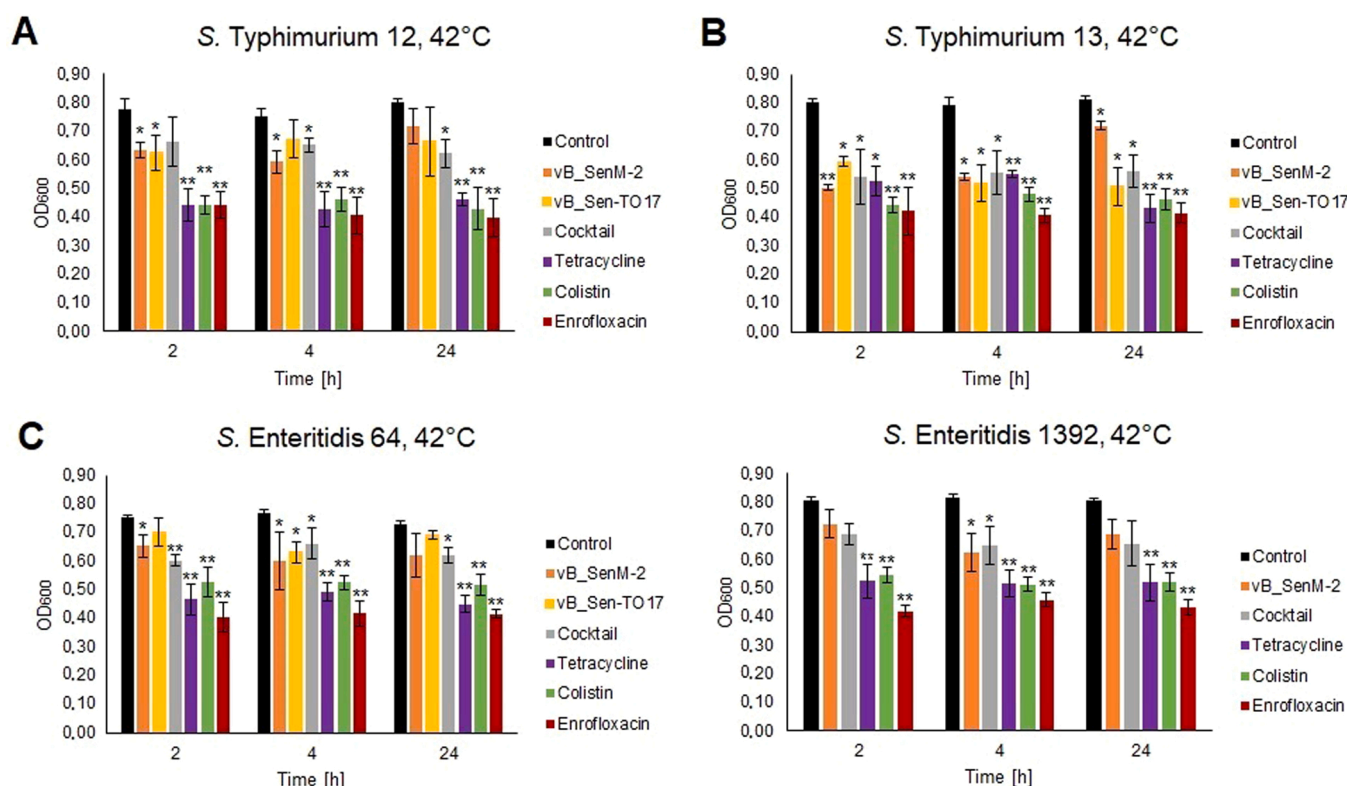 A
S. Typhimurium 12, 42°C
OD600
0,90
0,80
0,70
0,60
0,50
0,40
0,30
0,20
0,10
0,00
* * ** ** **
* * ** ** **
* ** ** **
2 4 24
Time [h]
Control
vB_SenM-2
vB_Sen-TO17
Cocktail
Tetracycline
Colistin
Enrofloxacin
B
S. Typhimurium 13, 42°C
OD600
0,90
0,80
0,70
0,60
0,50
0,40
0,30
0,20
0,10
0,00
** * * * ** **
* * * ** ** **
* * * ** ** **
2 4 24
Time [h]
Control
vB_SenM-2
vB_Sen-TO17
Cocktail
Tetracycline
Colistin
Enrofloxacin
C
S. Enteritidis 64, 42°C
OD600
0,90
0,80
0,70
0,60
0,50
0,40
0,30
0,20
0,10
0,00
* ** ** ** **
* * * ** ** **
* ** ** **
2 4 24
Time [h]
Control
vB_SenM-2
vB_Sen-TO17
Cocktail
Tetracycline
Colistin
Enrofloxacin
S. Enteritidis 1392, 42°C
OD600
0,90
0,80
0,70
0,60
0,50
0,40
0,30
0,20
0,10
0,00
** ** **
* * ** ** **
** ** **
2 4 24
Time [h]
Control
vB_SenM-2
Cocktail
Tetracycline
Colistin
Enrofloxacin